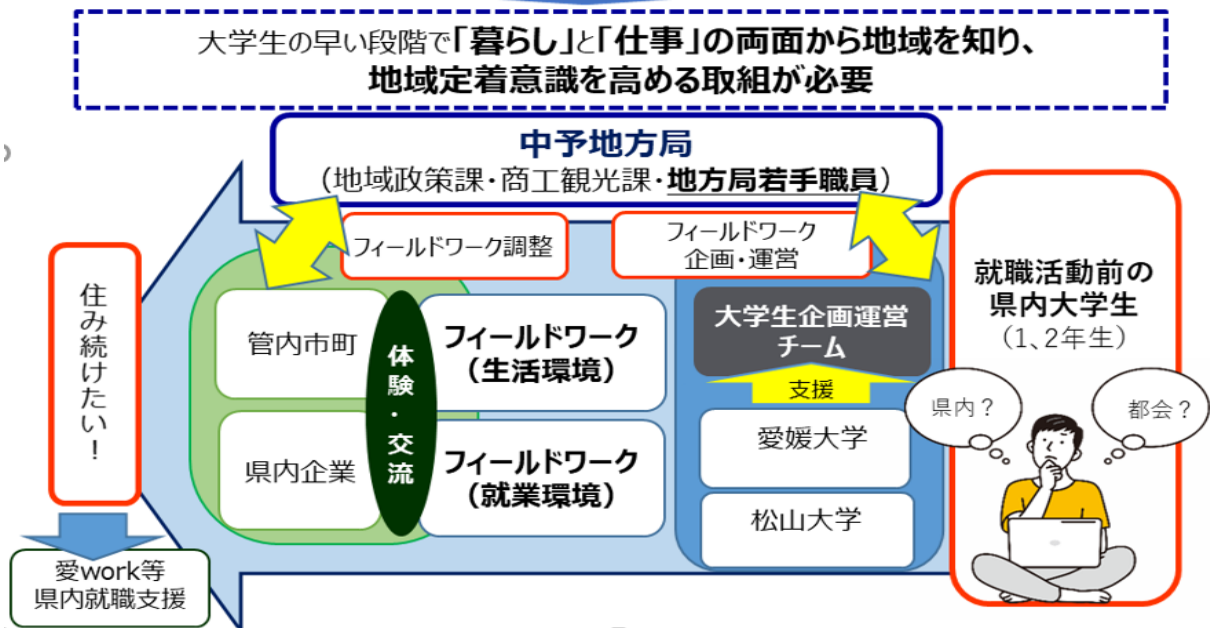 大学生の早い段階で「暮らし」と「仕事」の両面から地域を知り、
地域定着意識を高める取組が必要
中予地方局
（地域政策課・商工観光課・地方局若手職員）
フィールドワーク調整
フィールドワーク
企画・運営
就職活動前の
県内大学生
（1、2年生）
県内？
都会？
大学生企画運営
チーム
支援
愛媛大学
松山大学
フィールドワーク
（生活環境）
フィールドワーク
（就業環境）
体験・交流
管内市町
県内企業
住み続けたい！
愛work等
県内就職支援